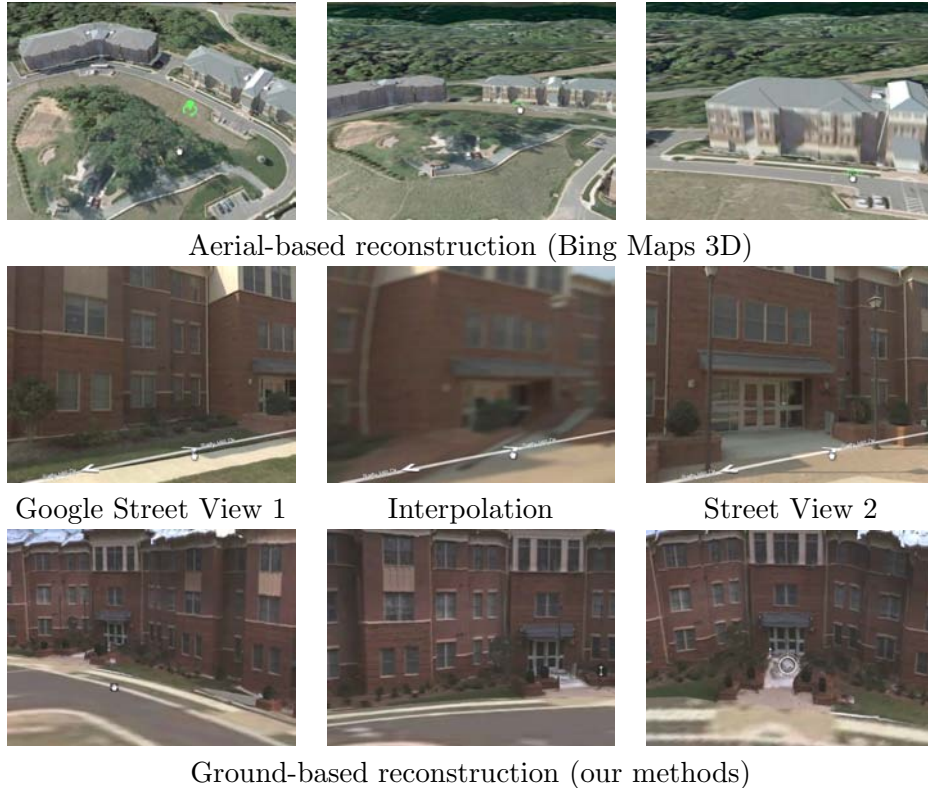 Aerial-based reconstruction (Bing Maps 3D)
Google Street View 1
Interpolation
Street View 2
Ground-based reconstruction (our methods)